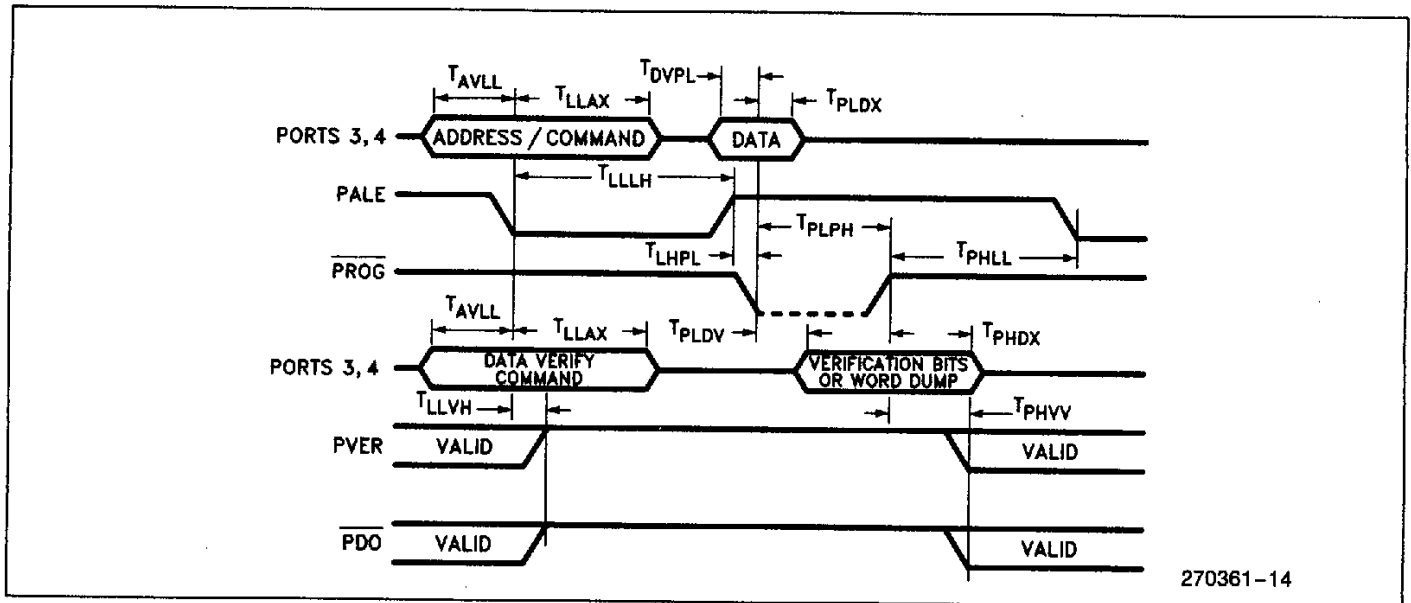 TAVLL
TLLAX
TDVPL
TPLDX
PORTS 3, 4
ADDRESS / COMMAND
DATA
TLLLH
PALE
TPLPH
TLHPL
TPHLL
PROG
TAVLL
TLLAX
TPLDV
TPHDX
PORTS 3, 4
DATA VERIFY
COMMAND
VERIFICATION BITS
OR WORD DUMP
TLLVH
TPHVV
PVER
VALID
VALID
PDO
VALID
VALID
270361-14